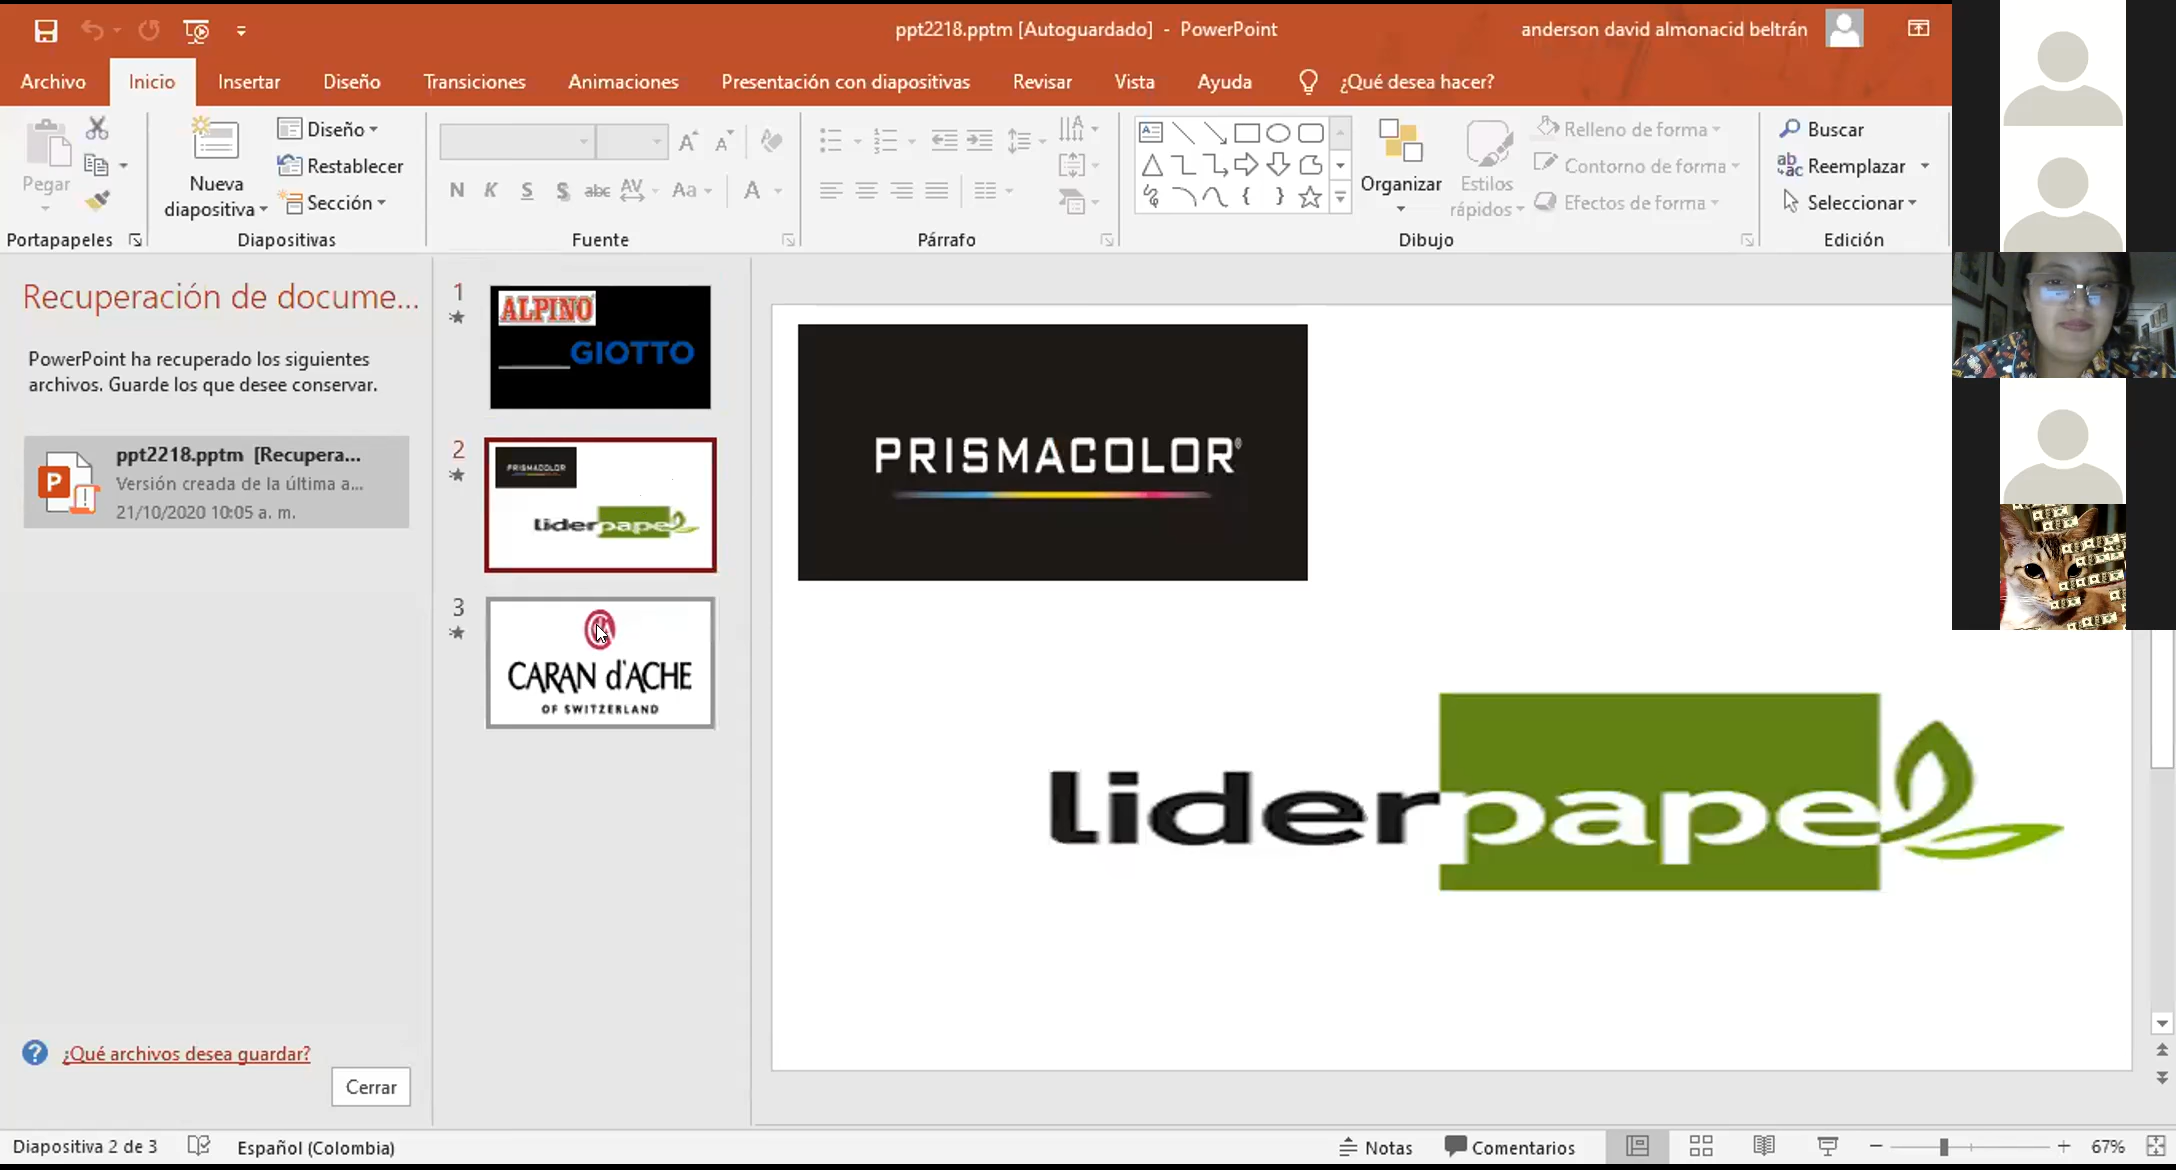 ppt2218.pptm [Autoguardado] - PowerPoint
anderson david almonacid beltrán
Archivo Inicio Insertar Diseño Transiciones Animaciones Presentación con diapositivas Revisar Vista Ayuda ¿Qué desea hacer?
Pegar
Portapapeles
Nueva diapositiva
Diseño
Restablecer
Sección
Diapositivas
N K S S abc AV Aa A
Fuente
Párrafo
Organizar
Estilos rápidos
Relleno de forma
Contorno de forma
Efectos de forma
Dibujo
Buscar
Reemplazar
Seleccionar
Edición
Recuperación de docume...
PowerPoint ha recuperado los siguientes
archivos. Guarde los que desee conservar.
ppt2218.pptm [Recupera...
Versión creada de la última a...
21/10/2020 10:05 a. m.
¿Qué archivos desea guardar?
Cerrar
1
ALPINO
GIOTTO
2
PRISMACOLOR
liderpapel
3
CARAN d'ACHE
OF SWITZERLAND
PRISMACOLOR®
liderpapel
Diapositiva 2 de 3
Español (Colombia)
Notas
Comentarios
67%